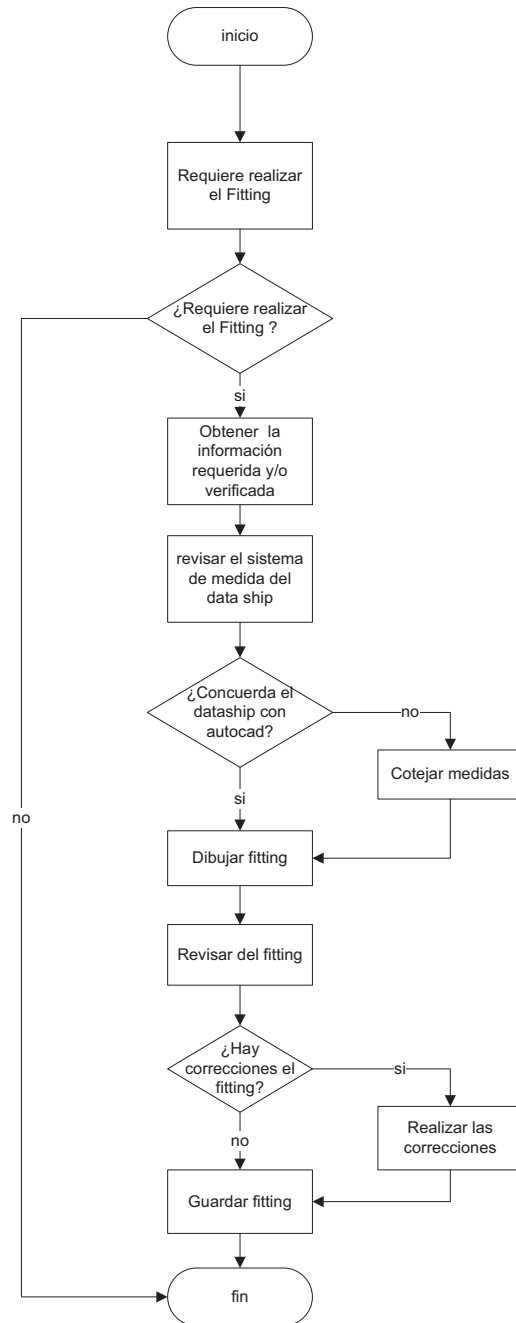 inicio
Requiere realizar
el Fitting
¿Requiere realizar
el Fitting ?
si
Obtener la
información
requerida y/o
verificada
revisar el sistema
de medida del
data ship
¿Concuerda el
dataship con
autocad?
no
Cotejar medidas
si
no
Dibujar fitting
Revisar del fitting
¿Hay
correcciones el
fitting?
si
Realizar las
correcciones
no
Guardar fitting
fin